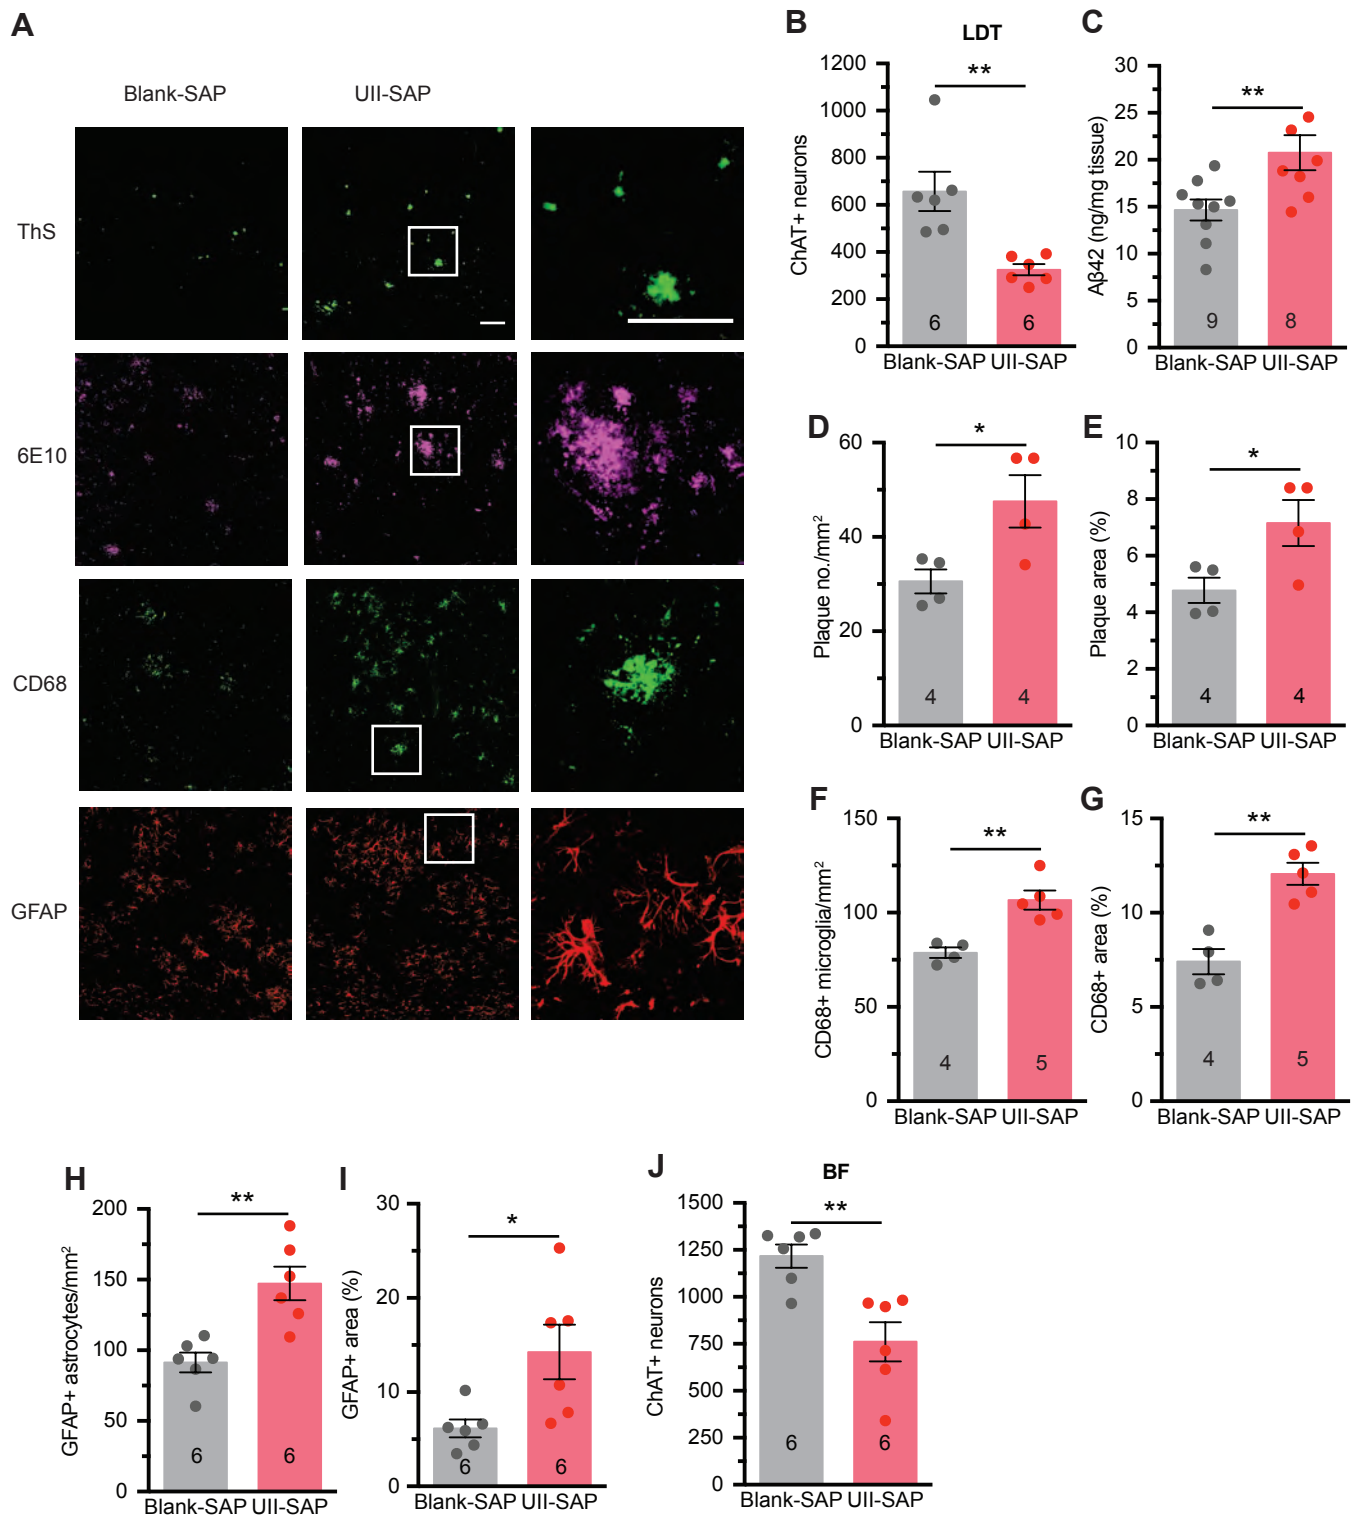 A
Blank-SAP UII-SAP
ThS
6E10
CD68
GFAP
B
LDT
**
ChAT+ neurons
1200
1000
800
600
400
200
0
6 6
Blank-SAP UII-SAP
C
**
Aβ42 (ng/mg tissue)
30
25
20
15
10
5
0
9 8
Blank-SAP UII-SAP
D
*
Plaque no./mm²
60
40
20
0
4 4
Blank-SAP UII-SAP
E
*
Plaque area (%)
10
8
6
4
2
0
4 4
Blank-SAP UII-SAP
F
**
CD68+ microglia/mm²
150
100
50
0
4 5
Blank-SAP UII-SAP
G
**
CD68+ area (%)
15
10
5
0
4 5
Blank-SAP UII-SAP
H
**
GFAP+ astrocytes/mm²
200
150
100
50
0
6 6
Blank-SAP UII-SAP
I
*
GFAP+ area (%)
30
20
10
0
6 6
Blank-SAP UII-SAP
J
BF
**
ChAT+ neurons
1500
1250
1000
750
500
250
0
6 6
Blank-SAP UII-SAP